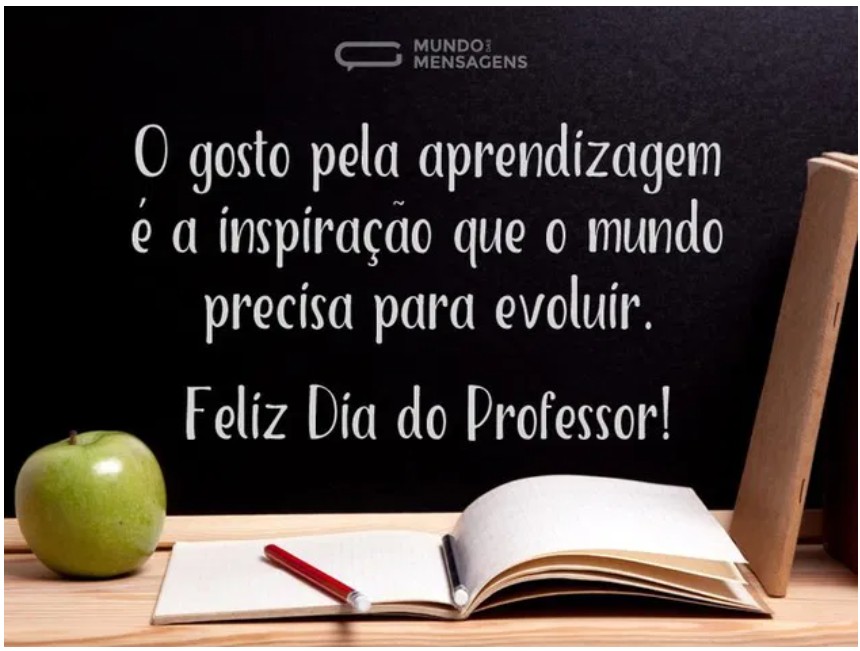 MUNDO DAS
MENSAGENS
O gosto pela aprendizagem
é a inspiração que o mundo
precisa para evoluir.
Feliz Dia do Professor!